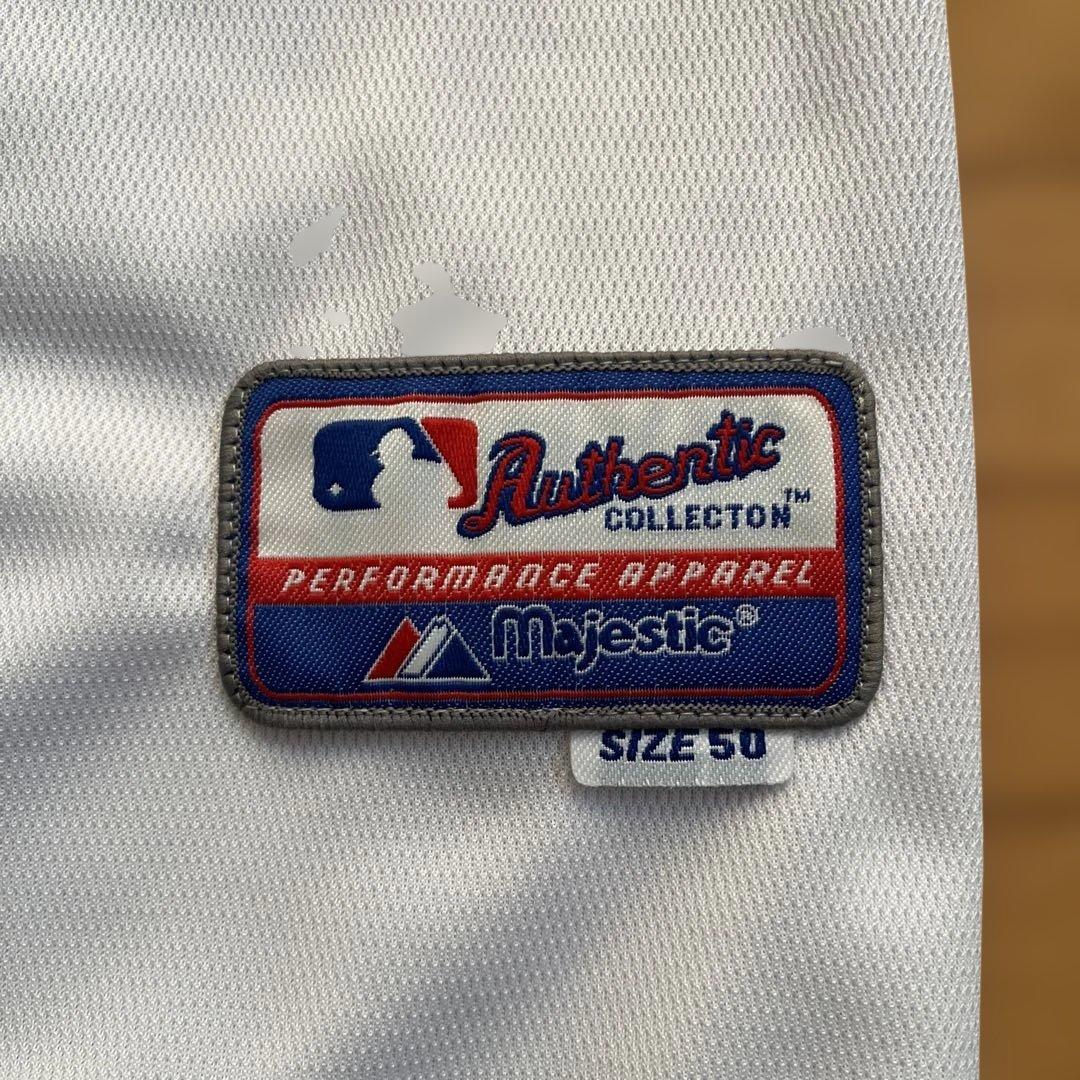 Authentic
COLLECTON™
PERFORMANCE APPAREL
Majestic®
SIZE 50